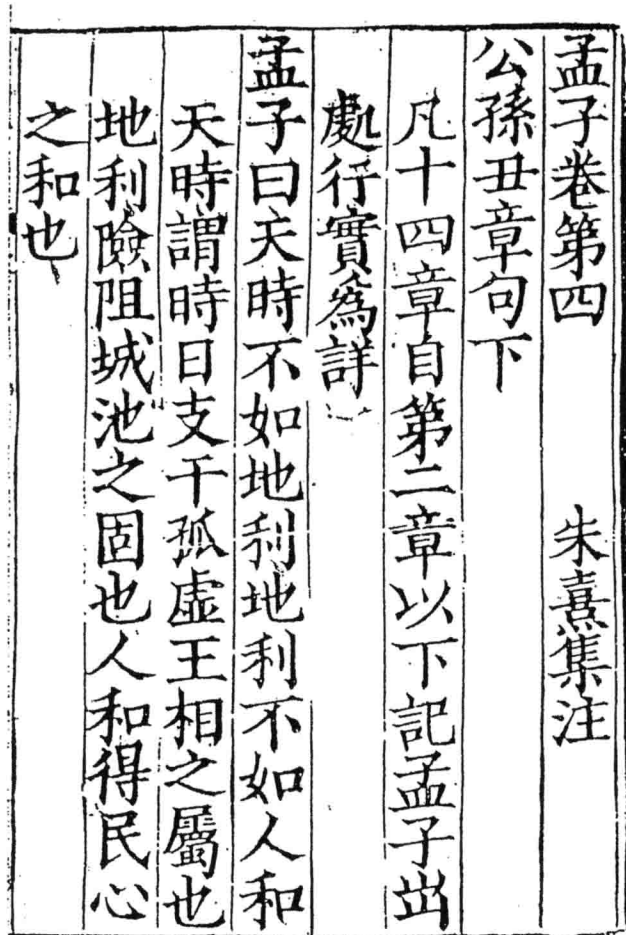 孟子卷第四　　　朱熹集注
公孫丑章句下
凡十四章自第二章以下記孟子出
處行實爲詳
孟子曰天時不如地利地利不如人和
天時謂時日支干孤虛王相之屬也
地利險阻城池之固也人和得民心
之和也